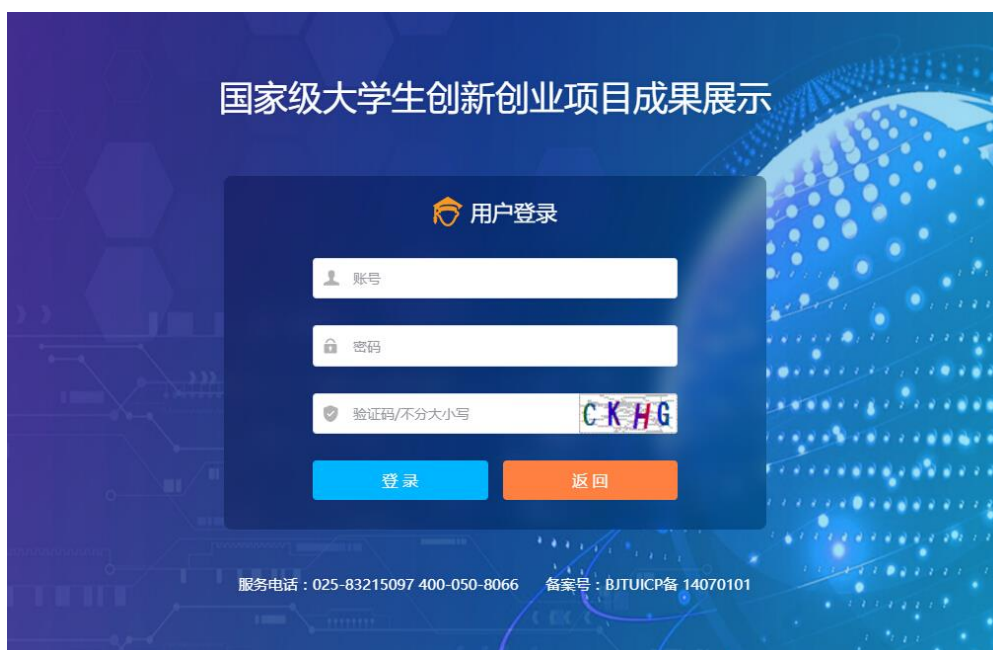 国家级大学生创新创业项目成果展示
用户登录
账号
密码
验证码/不分大小写 CKHG
登录 返回
服务电话：025-83215097 400-050-8066 备案号：BJTUICP备 14070101